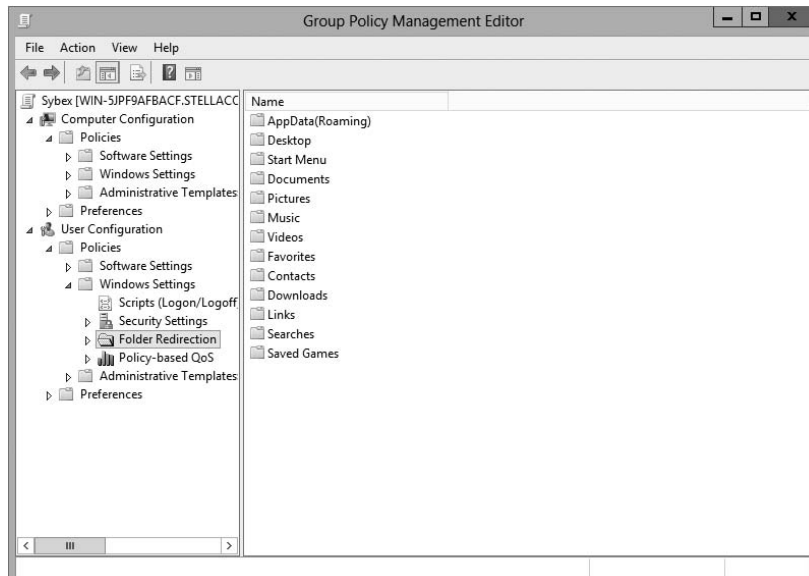 Group Policy Management Editor
File Action View Help
Sybex [WIN-5JPF9AFBACF.STELLACC
Computer Configuration
Policies
Software Settings
Windows Settings
Administrative Templates
Preferences
User Configuration
Policies
Software Settings
Windows Settings
Scripts (Logon/Logoff
Security Settings
Folder Redirection
Policy-based QoS
Administrative Templates
Preferences
Name
AppData(Roaming)
Desktop
Start Menu
Documents
Pictures
Music
Videos
Favorites
Contacts
Downloads
Links
Searches
Saved Games